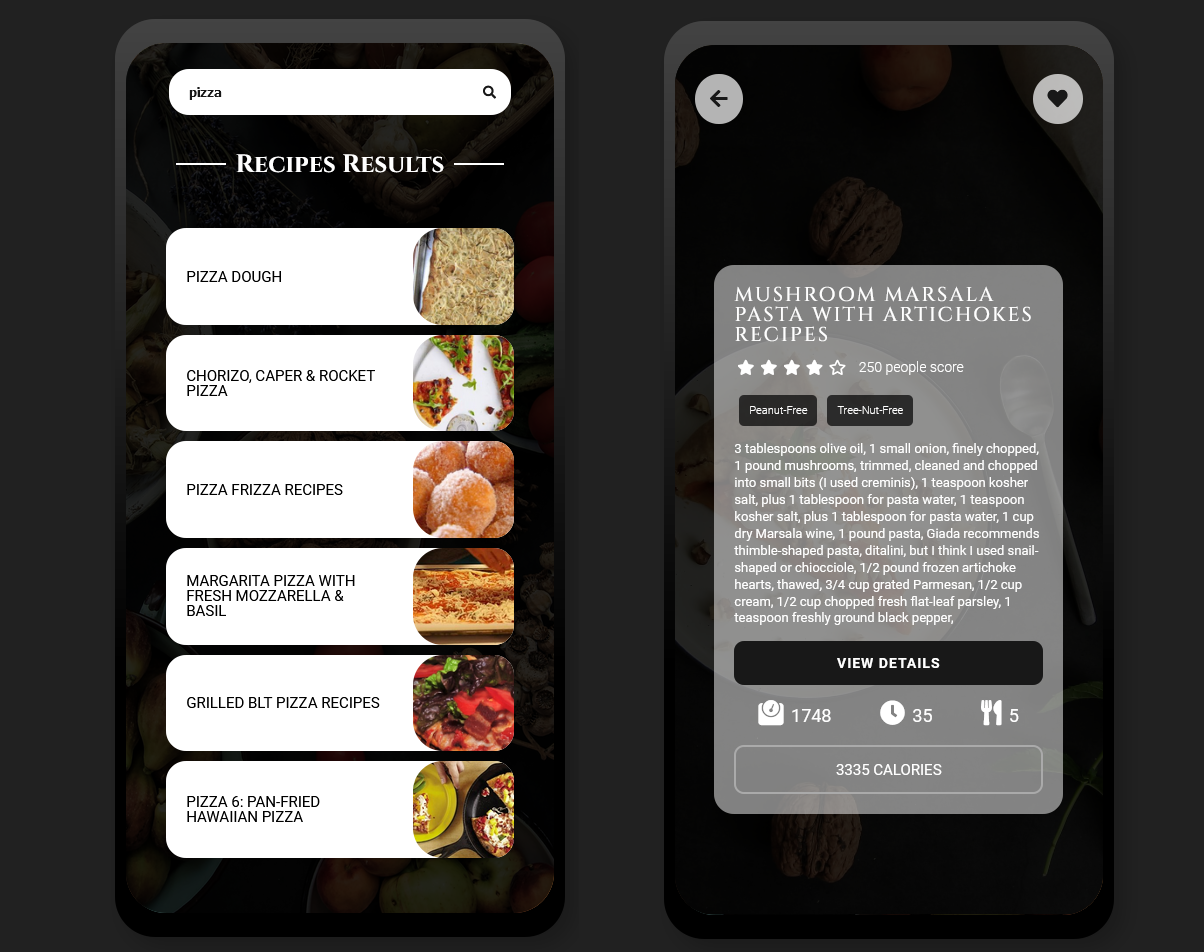 pizza
Recipes Results
PIZZA DOUGH
CHORIZO, CAPER & ROCKET
PIZZA
PIZZA FRIZZA RECIPES
MARGARITA PIZZA WITH
FRESH MOZZARELLA &
BASIL
GRILLED BLT PIZZA RECIPES
PIZZA 6: PAN-FRIED
HAWAIIAN PIZZA
MUSHROOM MARSALA
PASTA WITH ARTICHOKES
RECIPES
250 people score
Peanut-Free Tree-Nut-Free
3 tablespoons olive oil, 1 small onion, finely chopped,
1 pound mushrooms, trimmed, cleaned and chopped
into small bits (I used creminis), 1 teaspoon kosher
salt, plus 1 tablespoon for pasta water, 1 teaspoon
kosher salt, plus 1 tablespoon for pasta water, 1 cup
dry Marsala wine, 1 pound pasta, Giada recommends
thimble-shaped pasta, ditalini, but I think I used snail-
shaped or chiocciole, 1/2 pound frozen artichoke
hearts, thawed, 3/4 cup grated Parmesan, 1/2 cup
cream, 1/2 cup chopped fresh flat-leaf parsley, 1
teaspoon freshly ground black pepper,
VIEW DETAILS
1748 35 5
3335 CALORIES